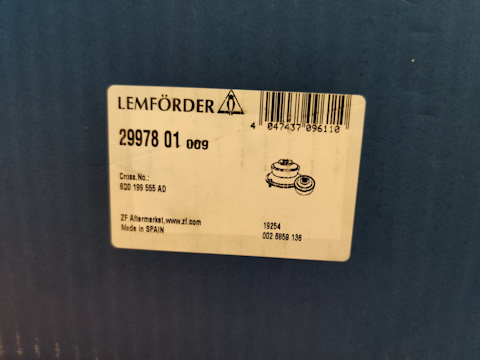 LEMFÖRDER
4 047437 096110
29978 01 009
Cross.No.:
6Q0 199 555 AD
ZF Aftermarket,www.zf.com
Made in SPAIN
19254
002 6859 136